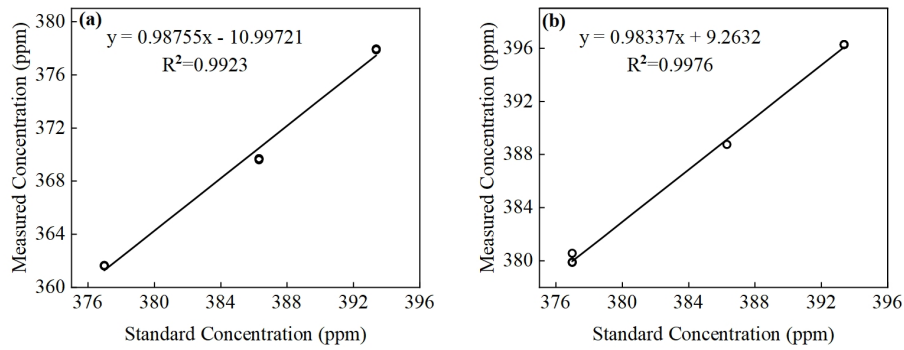 (a)
y = 0.98755x - 10.99721
R²=0.9923
380
376
372
368
364
360
376 380 384 388 392 396
Measured Concentration (ppm)
Standard Concentration (ppm)
(b)
y = 0.98337x + 9.2632
R²=0.9976
396
392
388
384
380
376 380 384 388 392 396
Measured Concentration (ppm)
Standard Concentration (ppm)